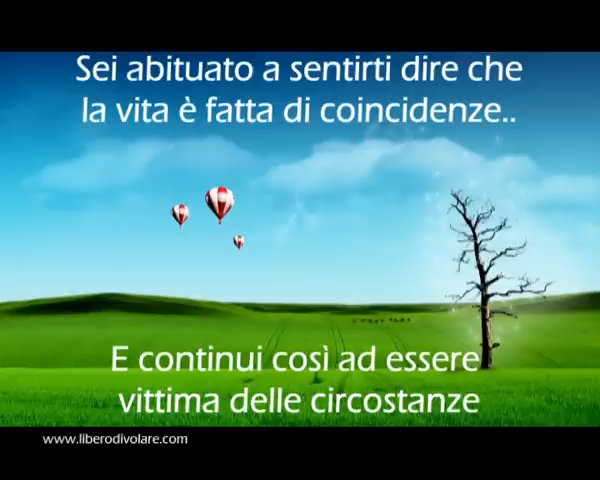 Sei abituato a sentirti dire che
la vita è fatta di coincidenze..
E continui così ad essere
vittima delle circostanze
www.liberodivolare.com